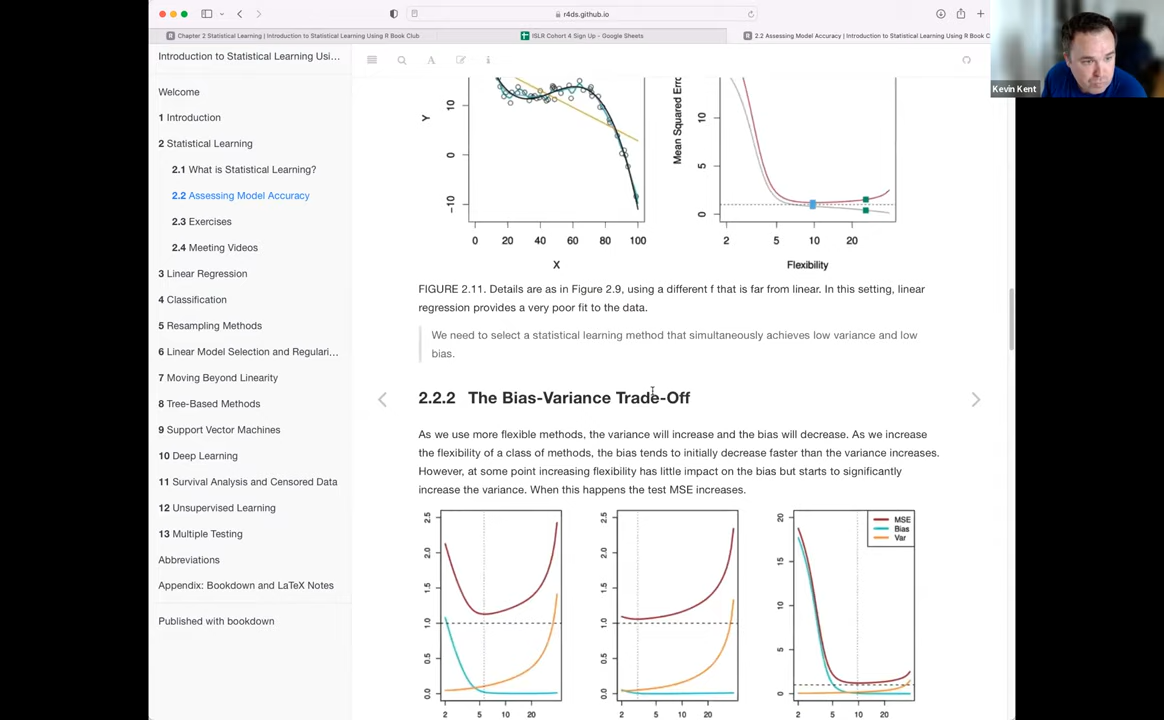 r4ds.github.io
Chapter 2 Statistical Learning | Introduction to Statistical Learning Using R Book Club
ISLR Cohort 4 Sign Up - Google Sheets
2.2 Assessing Model Accuracy | Introduction to Statistical Learning Using R Book C
Kevin Kent
Introduction to Statistical Learning Usi...
Welcome
1 Introduction
2 Statistical Learning
2.1 What is Statistical Learning?
2.2 Assessing Model Accuracy
2.3 Exercises
2.4 Meeting Videos
3 Linear Regression
4 Classification
5 Resampling Methods
6 Linear Model Selection and Regulari...
7 Moving Beyond Linearity
8 Tree-Based Methods
9 Support Vector Machines
10 Deep Learning
11 Survival Analysis and Censored Data
12 Unsupervised Learning
13 Multiple Testing
Abbreviations
Appendix: Bookdown and LaTeX Notes
Published with bookdown
Y
10
0
-10
0 20 40 60 80 100
X
Mean Squared Erro
10
5
0
2 5 10 20
Flexibility
FIGURE 2.11. Details are as in Figure 2.9, using a different f that is far from linear. In this setting, linear
regression provides a very poor fit to the data.
We need to select a statistical learning method that simultaneously achieves low variance and low
bias.
2.2.2 The Bias-Variance Trade-Off
As we use more flexible methods, the variance will increase and the bias will decrease. As we increase
the flexibility of a class of methods, the bias tends to initially decrease faster than the variance increases.
However, at some point increasing flexibility has little impact on the bias but starts to significantly
increase the variance. When this happens the test MSE increases.
2.5
2.0
1.5
1.0
0.5
0.0
2 5 10 20
2.5
2.0
1.5
1.0
0.5
0.0
2 5 10 20
20
15
10
5
0
2 5 10 20
MSE
Bias
Var